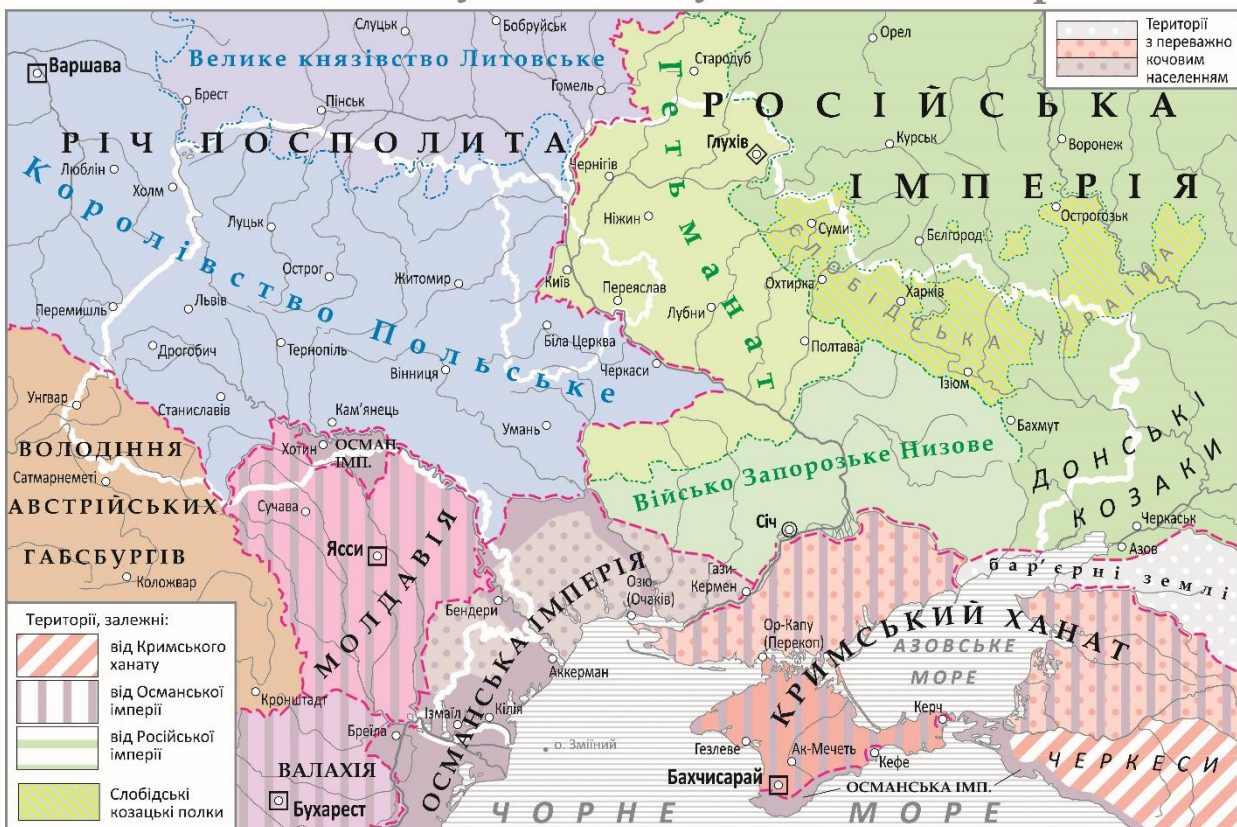 Території
з переважно
кочовим
населенням
Слуцьк
Бобруйськ
Орел
Стародуб
Варшава
Велике князівство Литовське
Гомель
Брест
Пінськ
РОСІЙСЬКА
ІМПЕРІЯ
РІЧ ПОСПОЛИТА
Гетьманат
Глухів
Курськ
Воронеж
Чернігів
Люблін
Холм
Королівство Польське
Луцьк
Ніжин
Суми
Бєлгород
Острогозьк
СЛОБІДСЬКА УКРАЇНА
Острог
Житомир
Київ
Переяслав
Охтирка
Харків
Перемишль
Львів
Лубни
Дрогобич
Тернопіль
Біла Церква
Полтава
Вінниця
Черкаси
Ізюм
Унгвар
Станиславів
Кам’янець
Умань
Бахмут
ВОЛОДІННЯ
АВСТРІЙСЬКИХ
ГАБСБУРГІВ
Хотин
ОСМАН.
ІМП.
Сатмарнеметі
Військо Запорозьке Низове
ДОНСЬКІ
КОЗАКИ
Сучава
Січ
Черкаськ
Азов
Ясси
МОЛДАВІЯ
Коложвар
Гази-
Кермен
бар’єрні землі
Озю
(Очаків)
Бендери
ОСМАНСЬКА ІМПЕРІЯ
Ор-Капу
(Перекоп)
КРИМСЬКИЙ ХАНАТ
АЗОВСЬКЕ
МОРЕ
Аккерман
Кронштадт
Ізмаїл
Кілія
Керч
Бреїла
о. Зміїний
Гезлеве
Ак-Мечеть
Кефе
ЧЕРКЕСИ
ВАЛАХІЯ
Бухарест
Бахчисарай
ОСМАНСЬКА ІМП.
ЧОРНЕ МОРЕ
Території, залежні:
від Кримського
ханату
від Османської
імперії
від Російської
імперії
Слобідські
козацькі полки